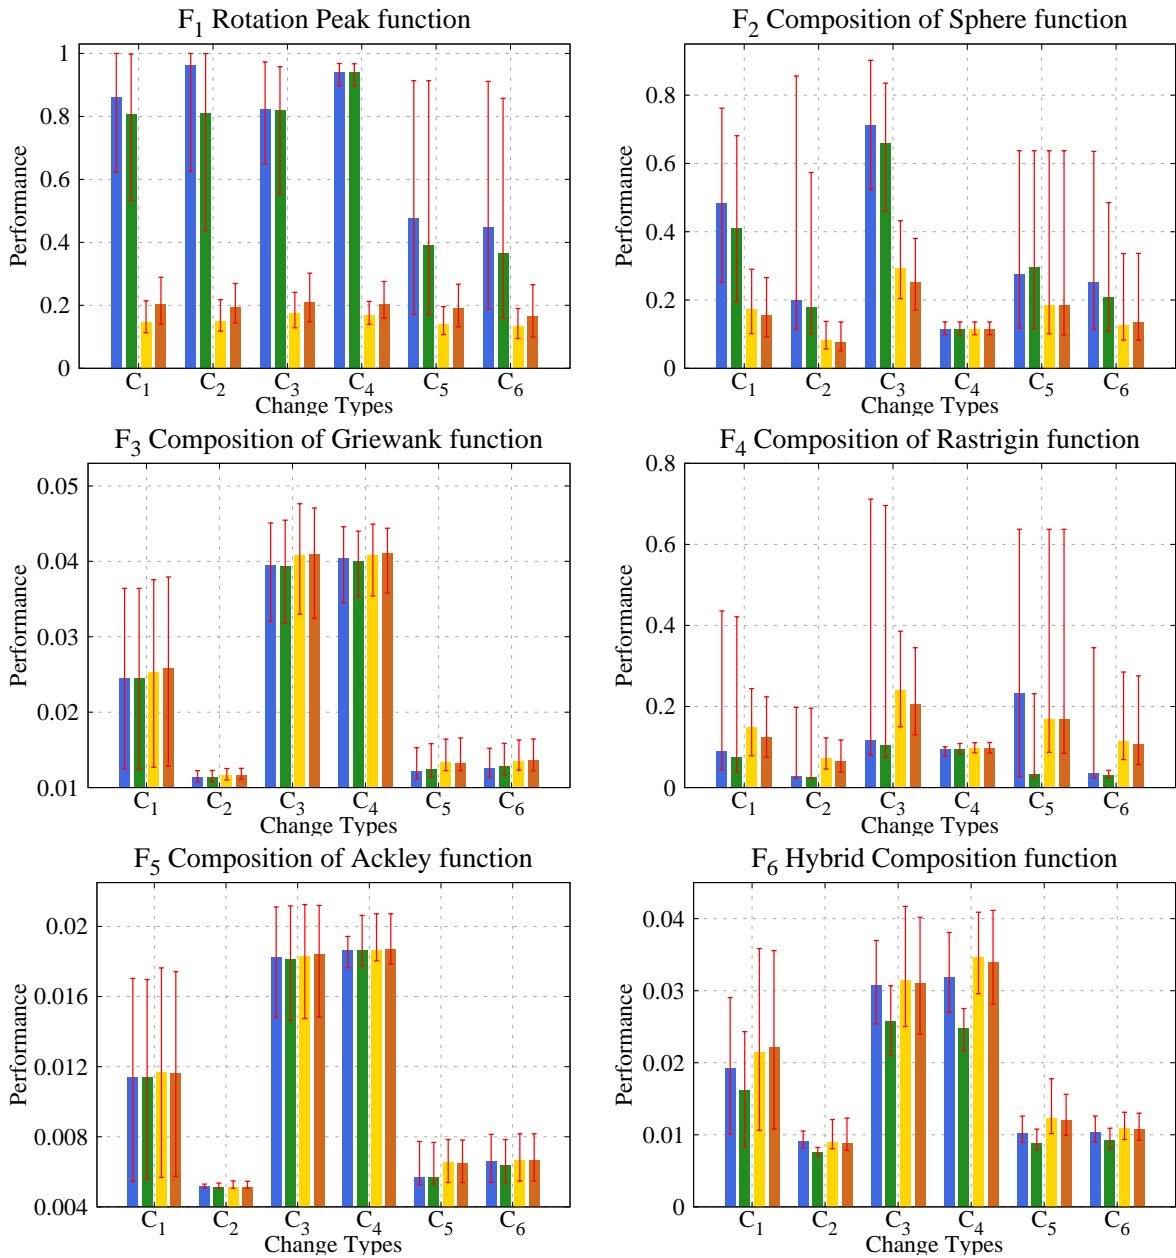 F1 Rotation Peak function
Performance
1
0.8
0.6
0.4
0.2
0
C1 C2 C3 C4 C5 C6
Change Types
F2 Composition of Sphere function
Performance
0.8
0.6
0.4
0.2
0
C1 C2 C3 C4 C5 C6
Change Types
F3 Composition of Griewank function
Performance
0.05
0.04
0.03
0.02
0.01
C1 C2 C3 C4 C5 C6
Change Types
F4 Composition of Rastrigin function
Performance
0.8
0.6
0.4
0.2
0
C1 C2 C3 C4 C5 C6
Change Types
F5 Composition of Ackley function
Performance
0.02
0.016
0.012
0.008
0.004
C1 C2 C3 C4 C5 C6
Change Types
F6 Hybrid Composition function
Performance
0.04
0.03
0.02
0.01
0
C1 C2 C3 C4 C5 C6
Change Types